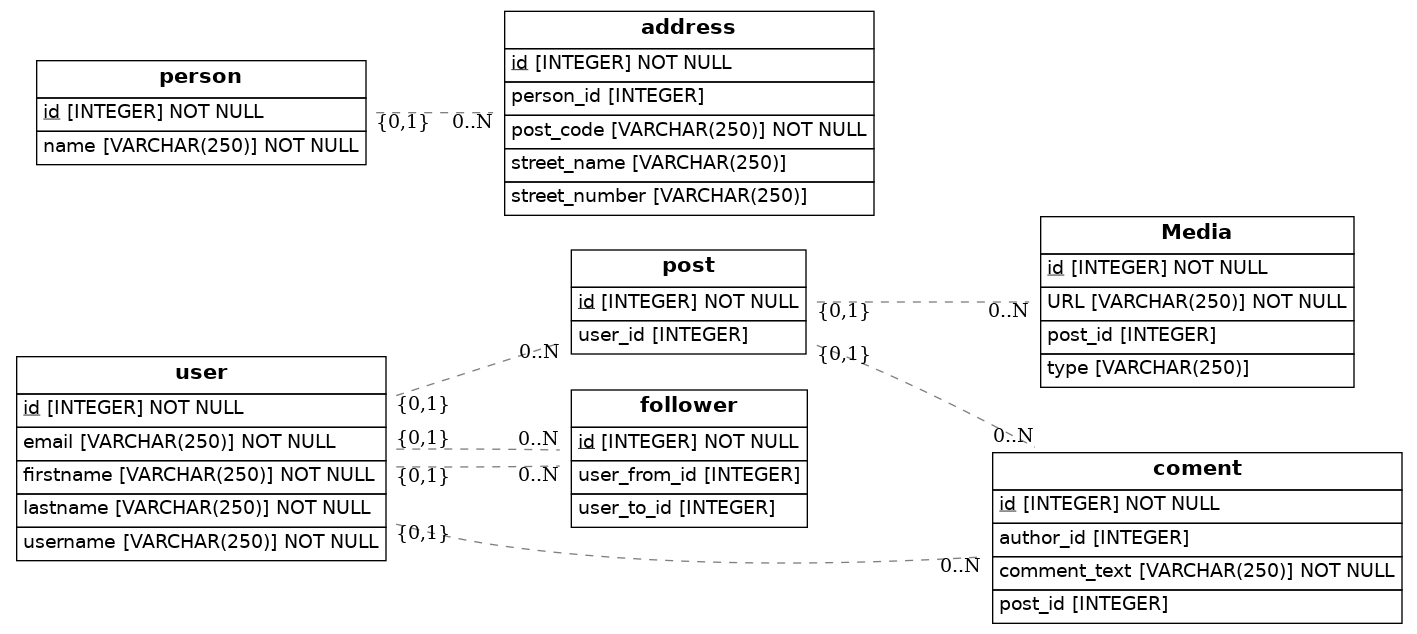 person
id [INTEGER] NOT NULL
name [VARCHAR(250)] NOT NULL
{0,1}
0..N
address
id [INTEGER] NOT NULL
person_id [INTEGER]
post_code [VARCHAR(250)] NOT NULL
street_name [VARCHAR(250)]
street_number [VARCHAR(250)]
post
id [INTEGER] NOT NULL
user_id [INTEGER]
{0,1}
0..N
{0,1}
0..N
Media
id [INTEGER] NOT NULL
URL [VARCHAR(250)] NOT NULL
post_id [INTEGER]
type [VARCHAR(250)]
user
id [INTEGER] NOT NULL
email [VARCHAR(250)] NOT NULL
firstname [VARCHAR(250)] NOT NULL
lastname [VARCHAR(250)] NOT NULL
username [VARCHAR(250)] NOT NULL
0..N
{0,1}
{0,1}
0..N
{0,1}
0..N
{0,1}
0..N
follower
id [INTEGER] NOT NULL
user_from_id [INTEGER]
user_to_id [INTEGER]
coment
id [INTEGER] NOT NULL
author_id [INTEGER]
comment_text [VARCHAR(250)] NOT NULL
post_id [INTEGER]